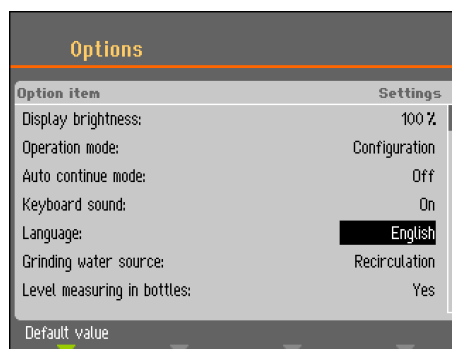 Options
Option item Settings
Display brightness: 100 %
Operation mode: Configuration
Auto continue mode: Off
Keyboard sound: On
Language: English
Grinding water source: Recirculation
Level measuring in bottles: Yes
Default value